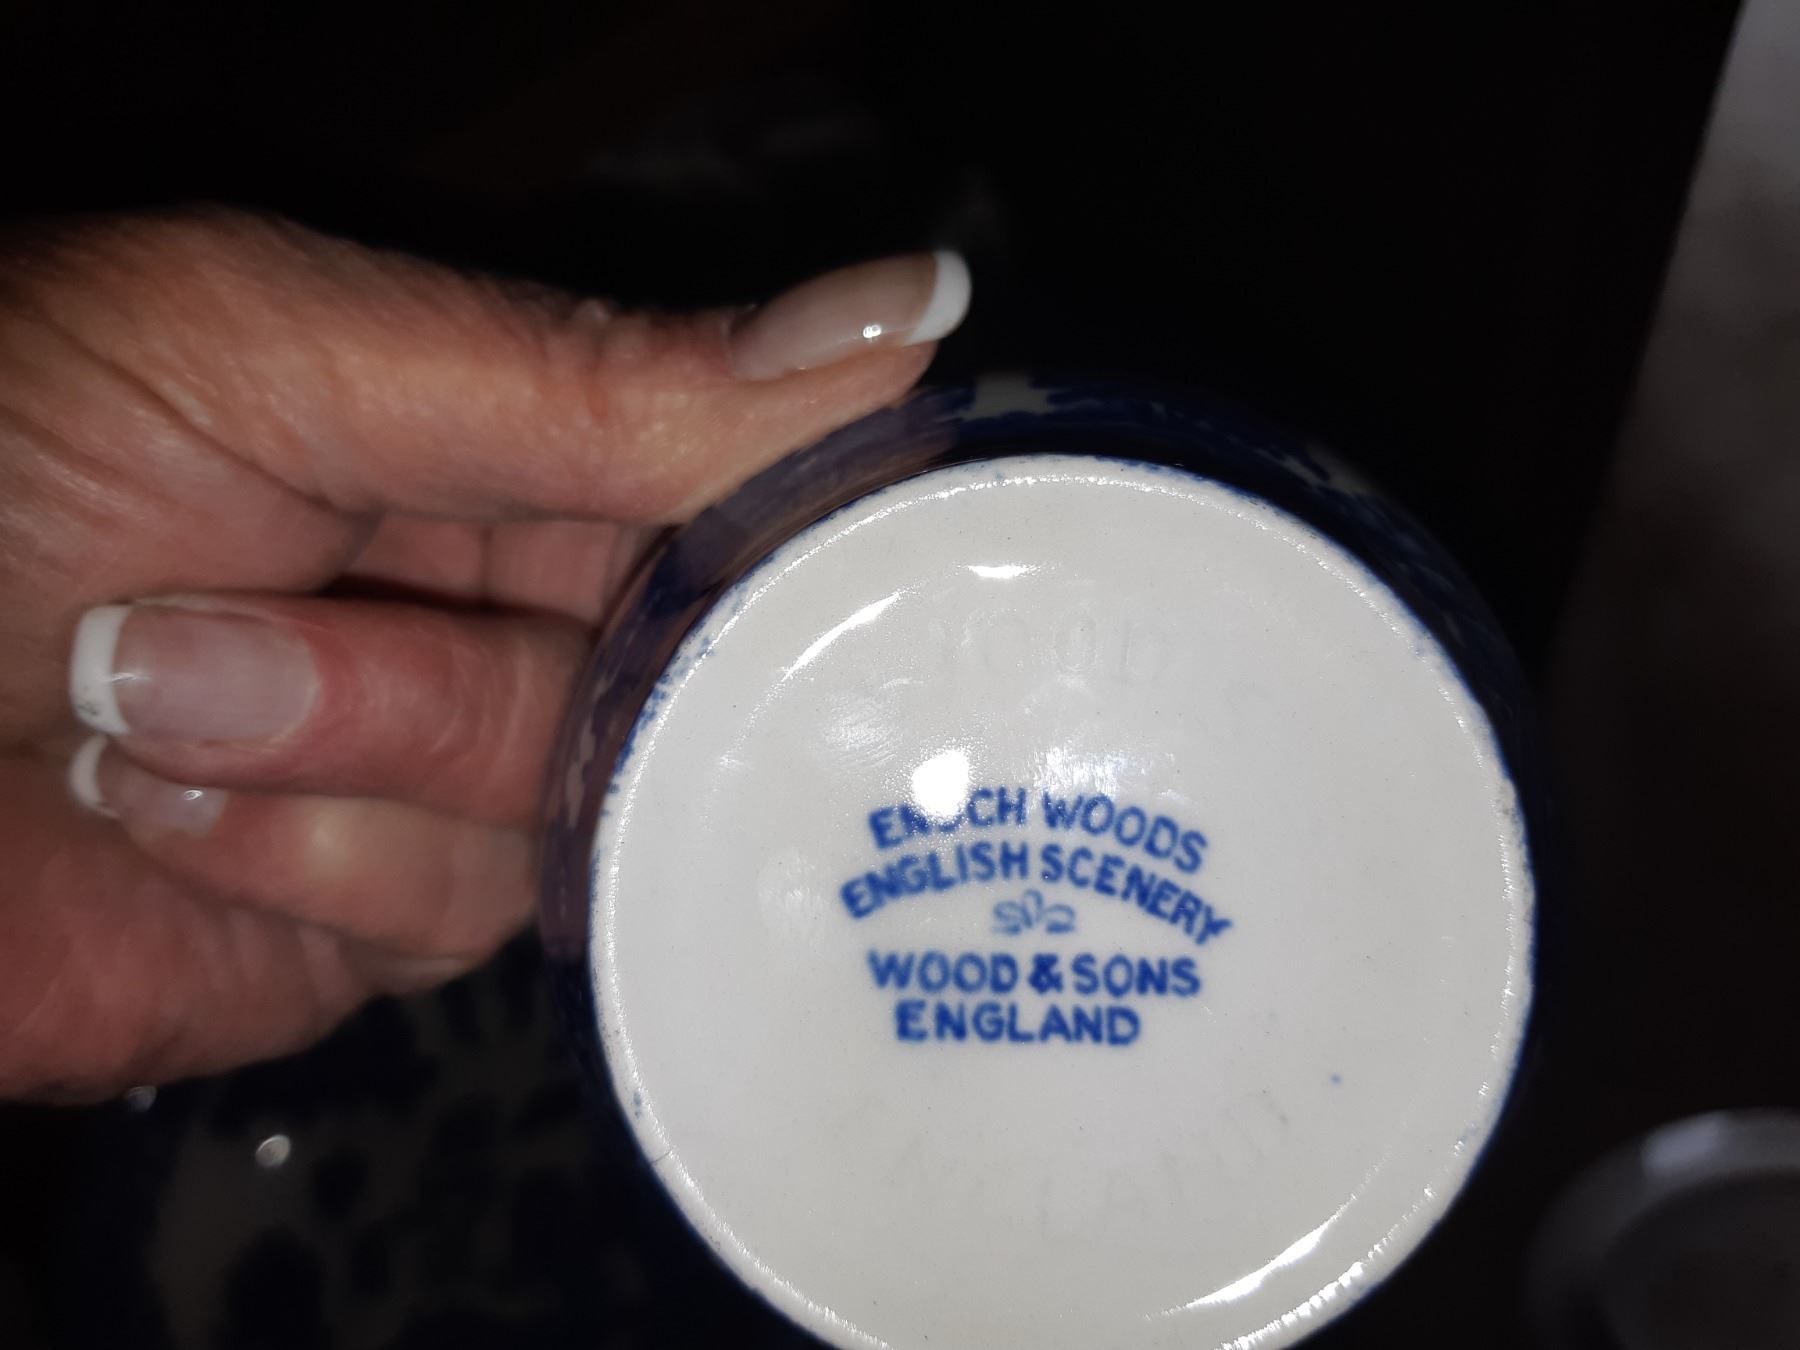 ENOCH WOODS
ENGLISH SCENERY
WOOD & SONS
ENGLAND